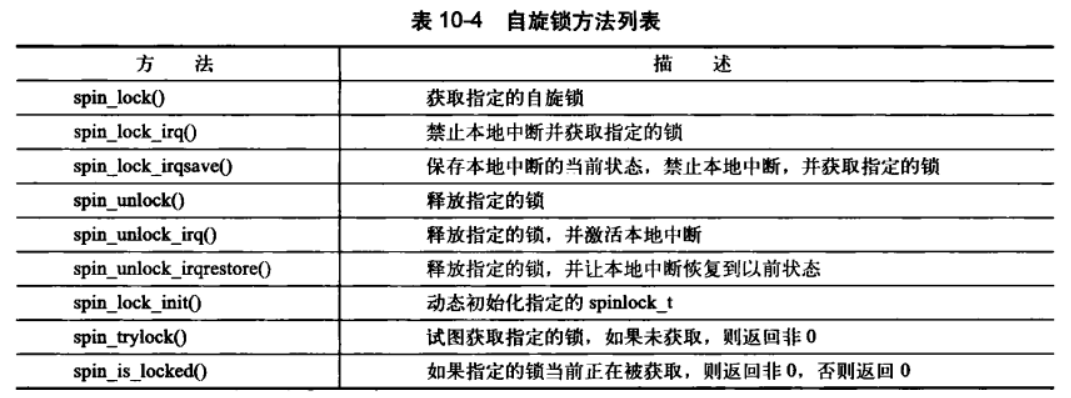 表 10-4 自旋锁方法列表
方 法 描 述
spin_lock() 获取指定的自旋锁
spin_lock_irq() 禁止本地中断并获取指定的锁
spin_lock_irqsave() 保存本地中断的当前状态，禁止本地中断，并获取指定的锁
spin_unlock() 释放指定的锁
spin_unlock_irq() 释放指定的锁，并激活本地中断
spin_unlock_irqrestore() 释放指定的锁，并让本地中断恢复到以前状态
spin_lock_init() 动态初始化指定的 spinlock_t
spin_trylock() 试图获取指定的锁，如果未获取，则返回非 0
spin_is_locked() 如果指定的锁当前正在被获取，则返回非 0，否则返回 0